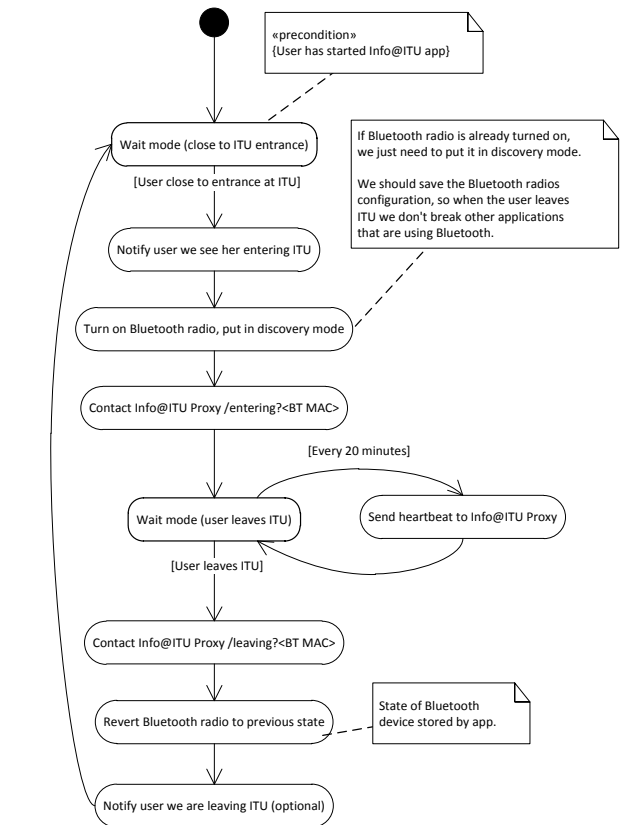 «precondition»
{User has started Info@ITU app}
Wait mode (close to ITU entrance)
If Bluetooth radio is already turned on,
we just need to put it in discovery mode.
We should save the Bluetooth radios
configuration, so when the user leaves
ITU we don't break other applications
that are using Bluetooth.
[User close to entrance at ITU]
Notify user we see her entering ITU
Turn on Bluetooth radio, put in discovery mode
Contact Info@ITU Proxy /entering?<BT MAC>
[Every 20 minutes]
Wait mode (user leaves ITU)
Send heartbeat to Info@ITU Proxy
[User leaves ITU]
Contact Info@ITU Proxy /leaving?<BT MAC>
Revert Bluetooth radio to previous state
State of Bluetooth
device stored by app.
Notify user we are leaving ITU (optional)